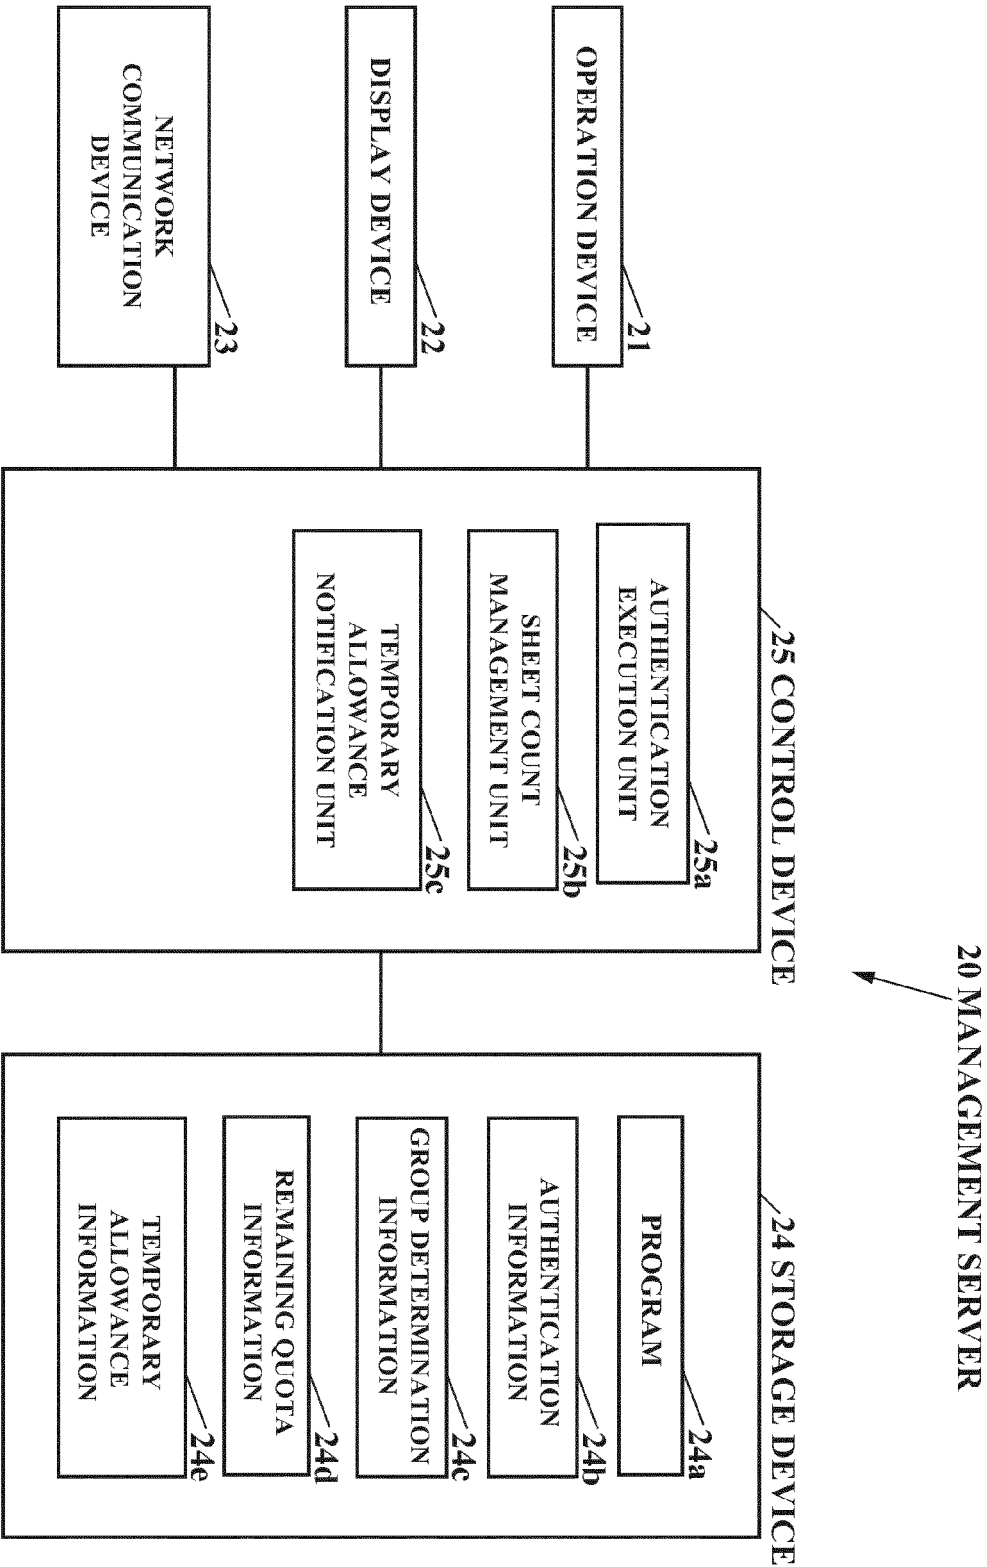 20 MANAGEMENT SERVER
21
OPERATION DEVICE
22
DISPLAY DEVICE
23
NETWORK
COMMUNICATION
DEVICE
25 CONTROL DEVICE
25a
AUTHENTICATION
EXECUTION UNIT
25b
SHEET COUNT
MANAGEMENT UNIT
25c
TEMPORARY
ALLOWANCE
NOTIFICATION UNIT
24 STORAGE DEVICE
24a
PROGRAM
24b
AUTHENTICATION
INFORMATION
24c
GROUP DETERMINATION
INFORMATION
24d
REMAINING QUOTA
INFORMATION
24e
TEMPORARY
ALLOWANCE
INFORMATION